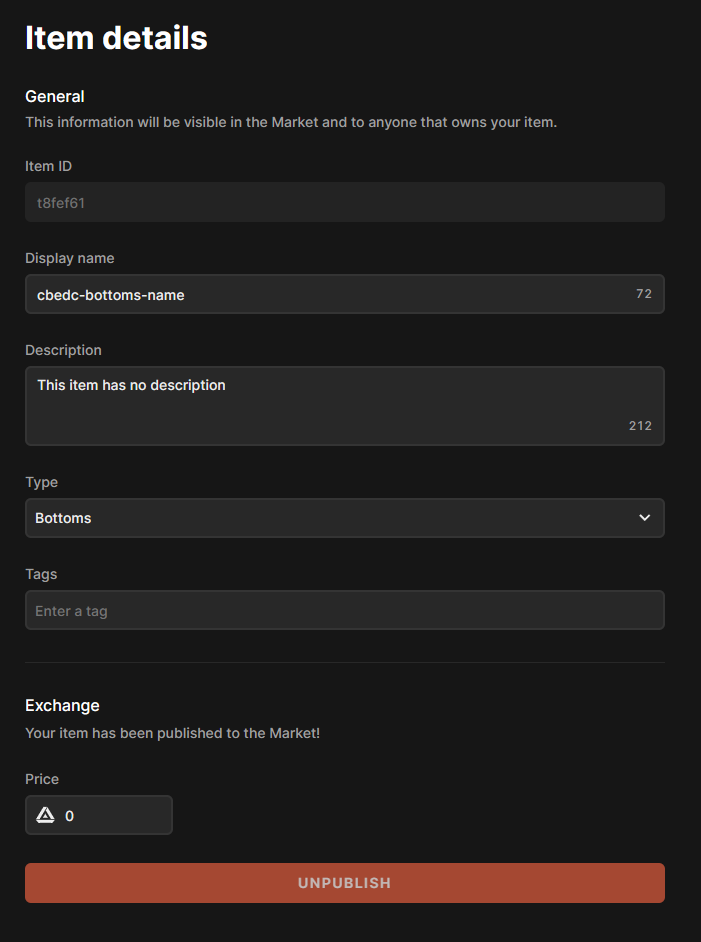 Item details
General
This information will be visible in the Market and to anyone that owns your item.
Item ID
t8fef61
Display name
cbedc-bottoms-name
72
Description
This item has no description
212
Type
Bottoms
Tags
Enter a tag
Exchange
Your item has been published to the Market!
Price
0
UNPUBLISH